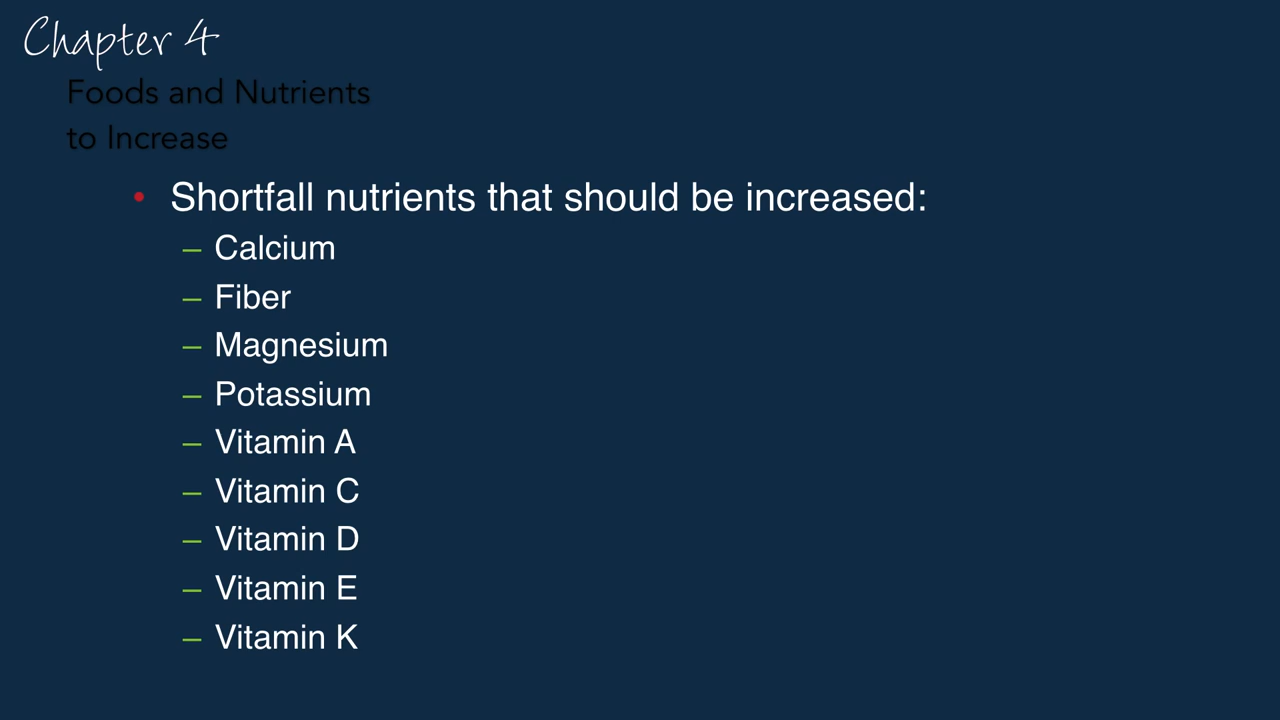 Chapter 4
Foods and Nutrients
to Increase
• Shortfall nutrients that should be increased:
– Calcium
– Fiber
– Magnesium
– Potassium
– Vitamin A
– Vitamin C
– Vitamin D
– Vitamin E
– Vitamin K